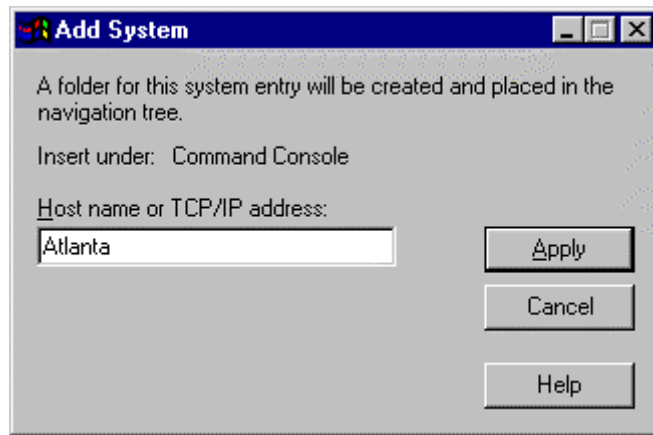 Add System
A folder for this system entry will be created and placed in the
navigation tree.
Insert under: Command Console
Host name or TCP/IP address:
Atlanta
Apply
Cancel
Help